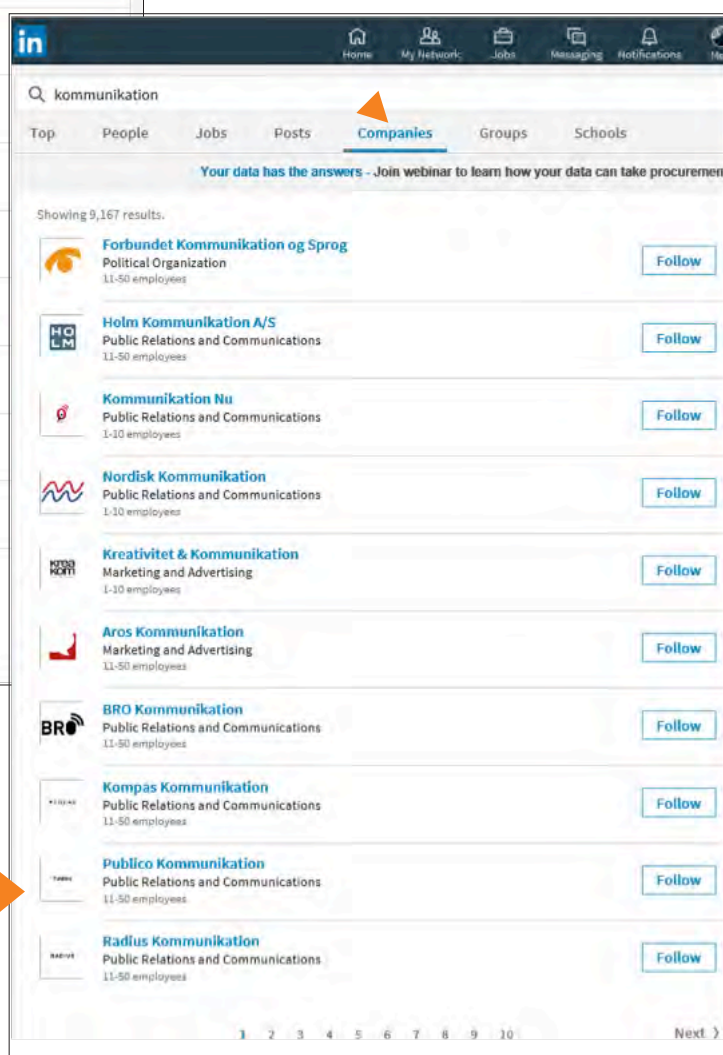 in
Home My Network Jobs Messaging Notifications
kommunikation
Top People Jobs Posts Companies Groups Schools
Your data has the answers - Join webinar to learn how your data can take procuremen
Showing 9,167 results.
Forbundet Kommunikation og Sprog
Political Organization
11-50 employees
Follow
HO
LM
Holm Kommunikation A/S
Public Relations and Communications
11-50 employees
Follow
Kommunikation Nu
Public Relations and Communications
1-10 employees
Follow
Nordisk Kommunikation
Public Relations and Communications
1-10 employees
Follow
krea
kom
Kreativitet & Kommunikation
Marketing and Advertising
1-10 employees
Follow
Aros Kommunikation
Marketing and Advertising
11-50 employees
Follow
BRO
BRO Kommunikation
Public Relations and Communications
11-50 employees
Follow
Kompas Kommunikation
Public Relations and Communications
11-50 employees
Follow
Publico Kommunikation
Public Relations and Communications
11-50 employees
Follow
RADIUS
Radius Kommunikation
Public Relations and Communications
11-50 employees
Follow
1 2 3 4 5 6 7 8 9 10 Next